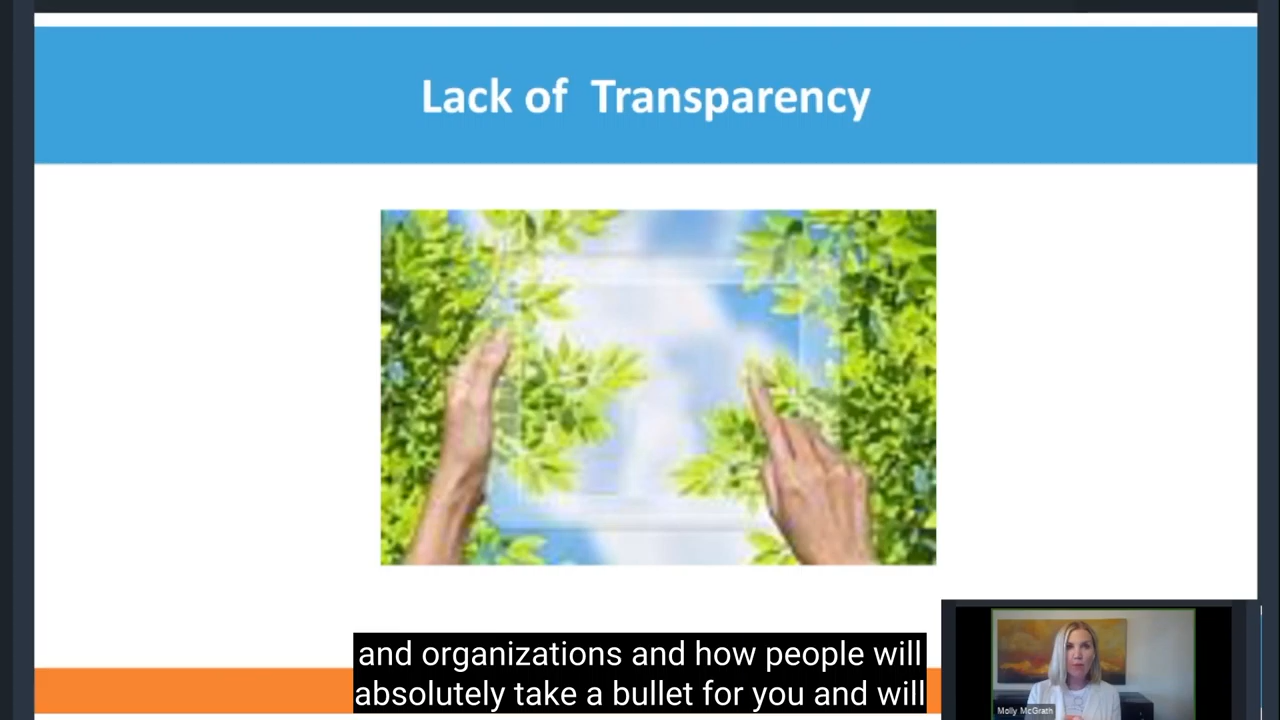 Lack of  Transparency
and organizations and how people will
absolutely take a bullet for you and will
Molly McGrath